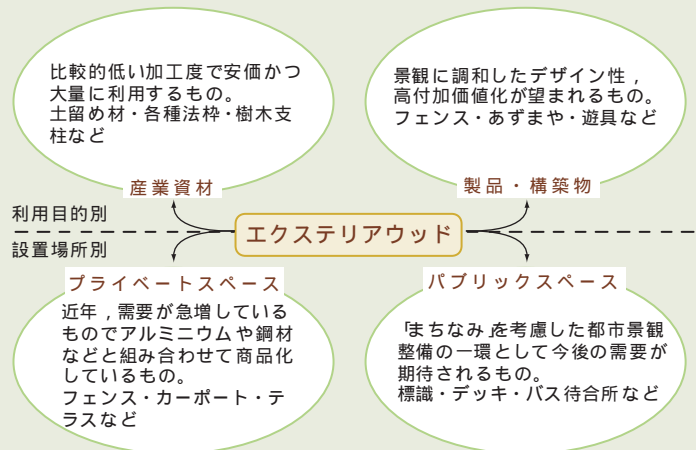 比較的低い加工度で安価かつ
大量に利用するもの。
土留め材・各種法枠・樹木支
柱など
産業資材
景観に調和したデザイン性，
高付加価値化が望まれるもの。
フェンス・あずまや・遊具など
製品・構築物
利用目的別
エクステリアウッド
設置場所別
プライベートスペース
近年，需要が急増している
ものでアルミニウムや鋼材
などと組み合わせて商品化
しているもの。
フェンス・カーポート・テ
ラスなど
パブリックスペース
「まちなみ」を考慮した都市景観
整備の一環として今後の需要が
期待されるもの。
標識・デッキ・バス待合所など